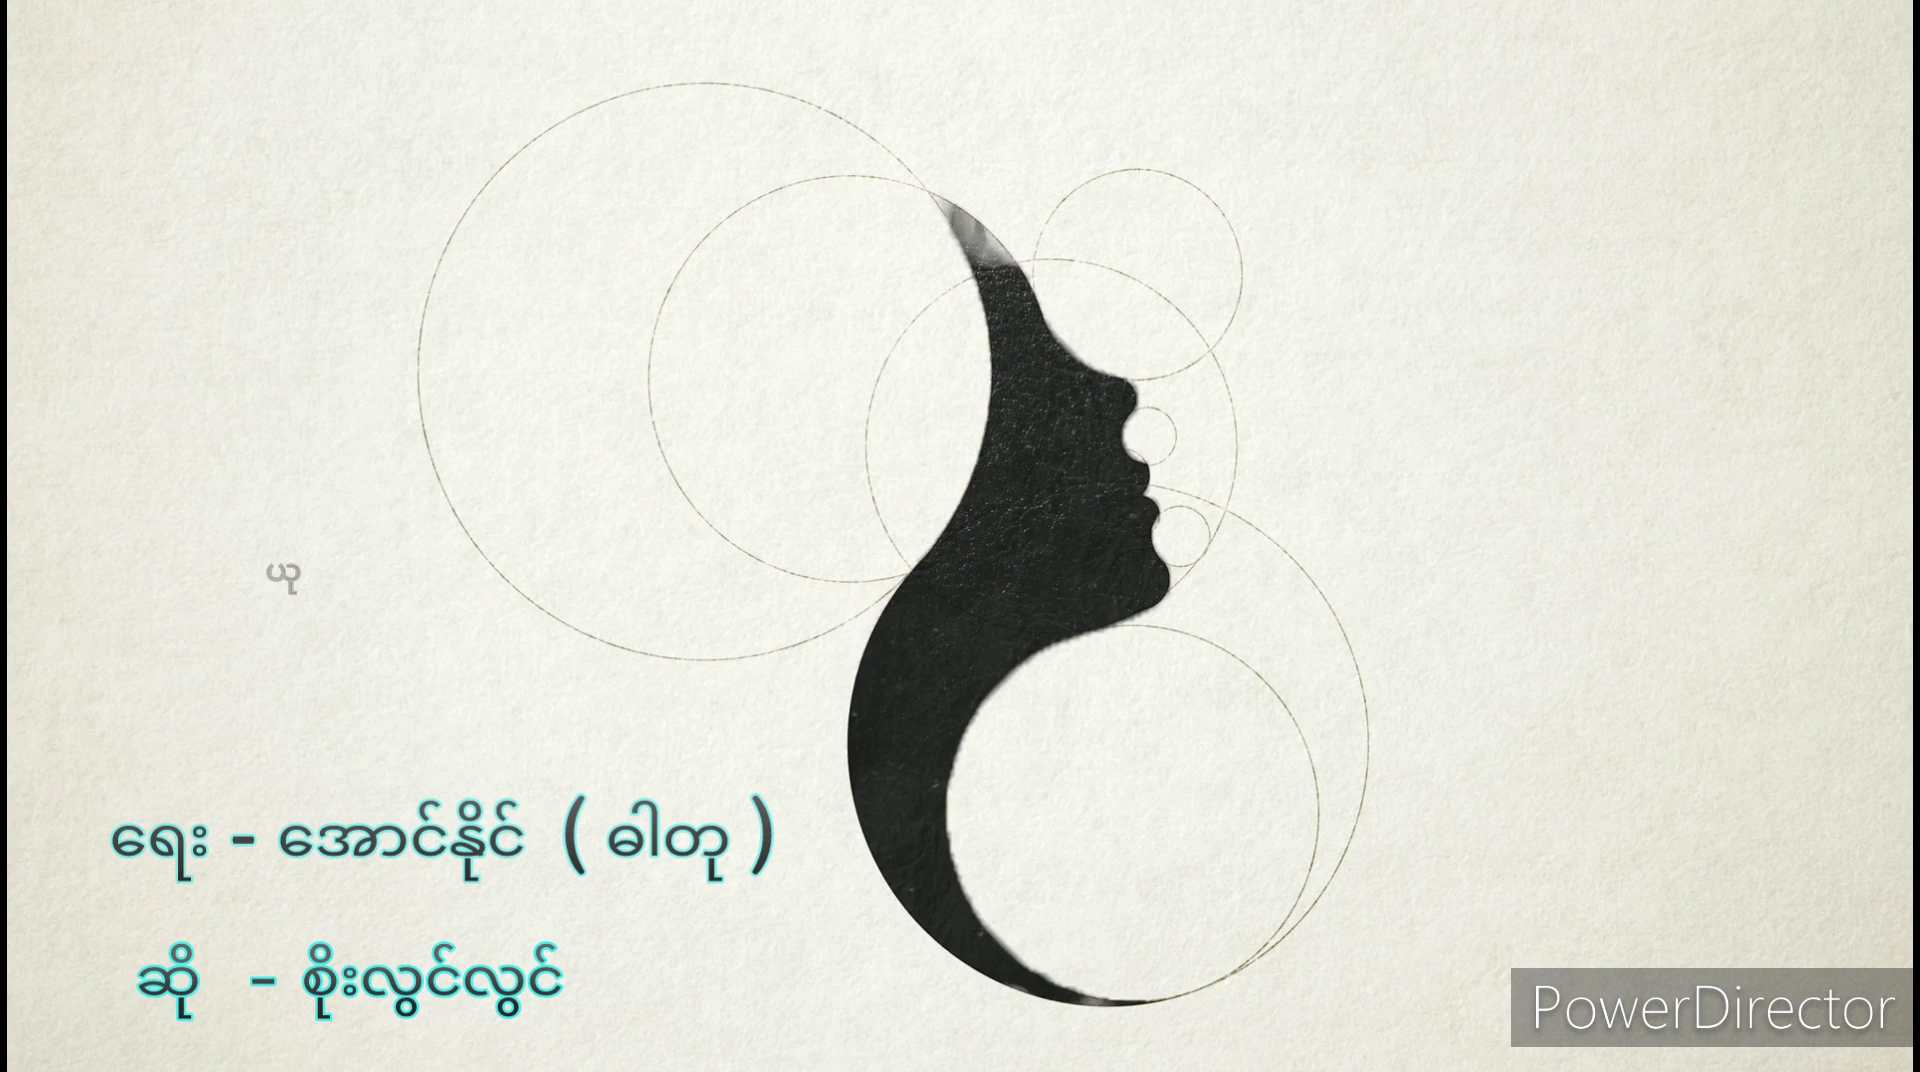 ယု
ရေး - အောင်နိုင် ( ဓါတု )
ဆို - စိုးလွင်လွင်
PowerDirector